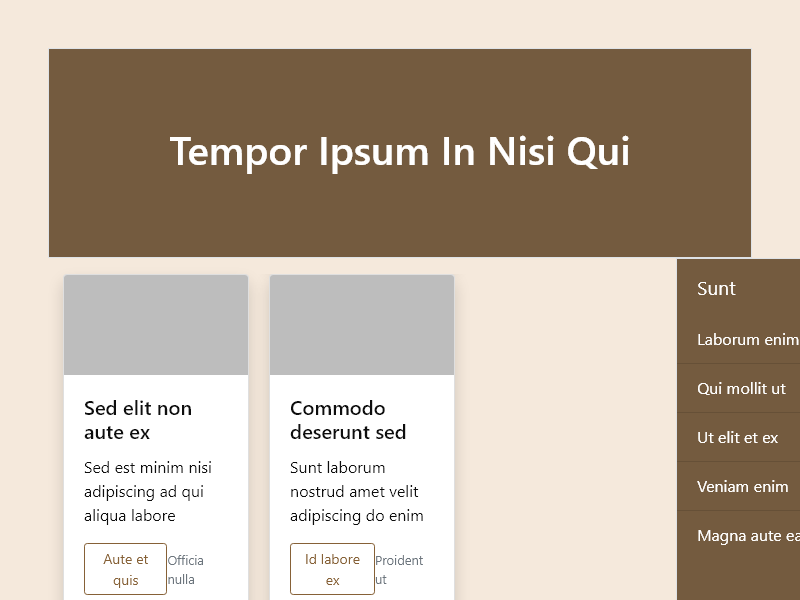 Tempor Ipsum In Nisi Qui
Sed elit non
aute ex
Sed est minim nisi
adipiscing ad qui
aliqua labore
Aute et
quis
Officia
nulla
Commodo
deserunt sed
Sunt laborum
nostrud amet velit
adipiscing do enim
Id labore
ex
Proident
ut
Sunt
Laborum enim
Qui mollit ut
Ut elit et ex
Veniam enim
Magna aute ea